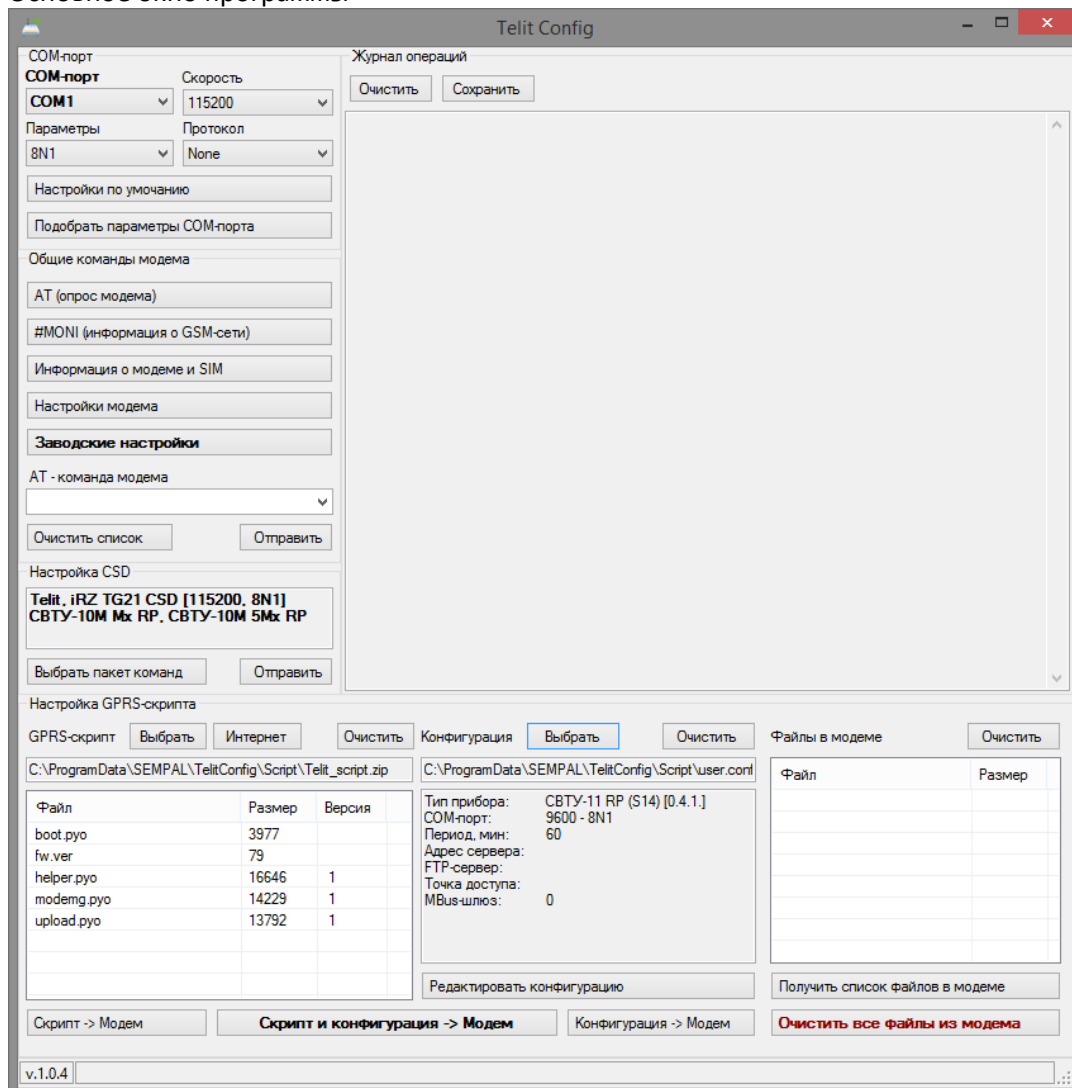 Основное окно программы
Telit Config
COM-порт
COM-порт Скорость
COM1 115200
Параметры Протокол
8N1 None
Настройки по умочанию
Подобрать параметры COM-порта
Общие команды модема
AT (опрос модема)
#MONI (информация о GSM-сети)
Информация о модеме и SIM
Настройки модема
Заводские настройки
AT - команда модема
Очистить список Отправить
Настройка CSD
Telit, iRZ TG21 CSD [115200, 8N1]
СВТУ-10М Мх RP, СВТУ-10М 5Мх RP
Выбрать пакет команд Отправить
Журнал операций
Очистить Сохранить
Настройка GPRS-скрипта
GPRS-скрипт Выбрать Интернет Очистить
C:\ProgramData\SEMPAL\TelitConfig\Script\Telit_script.zip
Файл Размер Версия
boot.pyo 3977
fw.ver 79
helper.pyo 16646 1
modemg.pyo 14229 1
upload.pyo 13792 1
Конфигурация Выбрать Очистить
C:\ProgramData\SEMPAL\TelitConfig\Script\user.conf
Тип прибора: СВТУ-11 RP (S14) [0.4.1.]
COM-порт: 9600 - 8N1
Период, мин: 60
Адрес сервера:
FTP-сервер:
Точка доступа:
MBus-шлюз: 0
Редактировать конфигурацию
Файлы в модеме Очистить
Файл Размер
Получить список файлов в модеме
Скрипт -> Модем Скрипт и конфигурация -> Модем Конфигурация -> Модем Очистить все файлы из модема
v.1.0.4